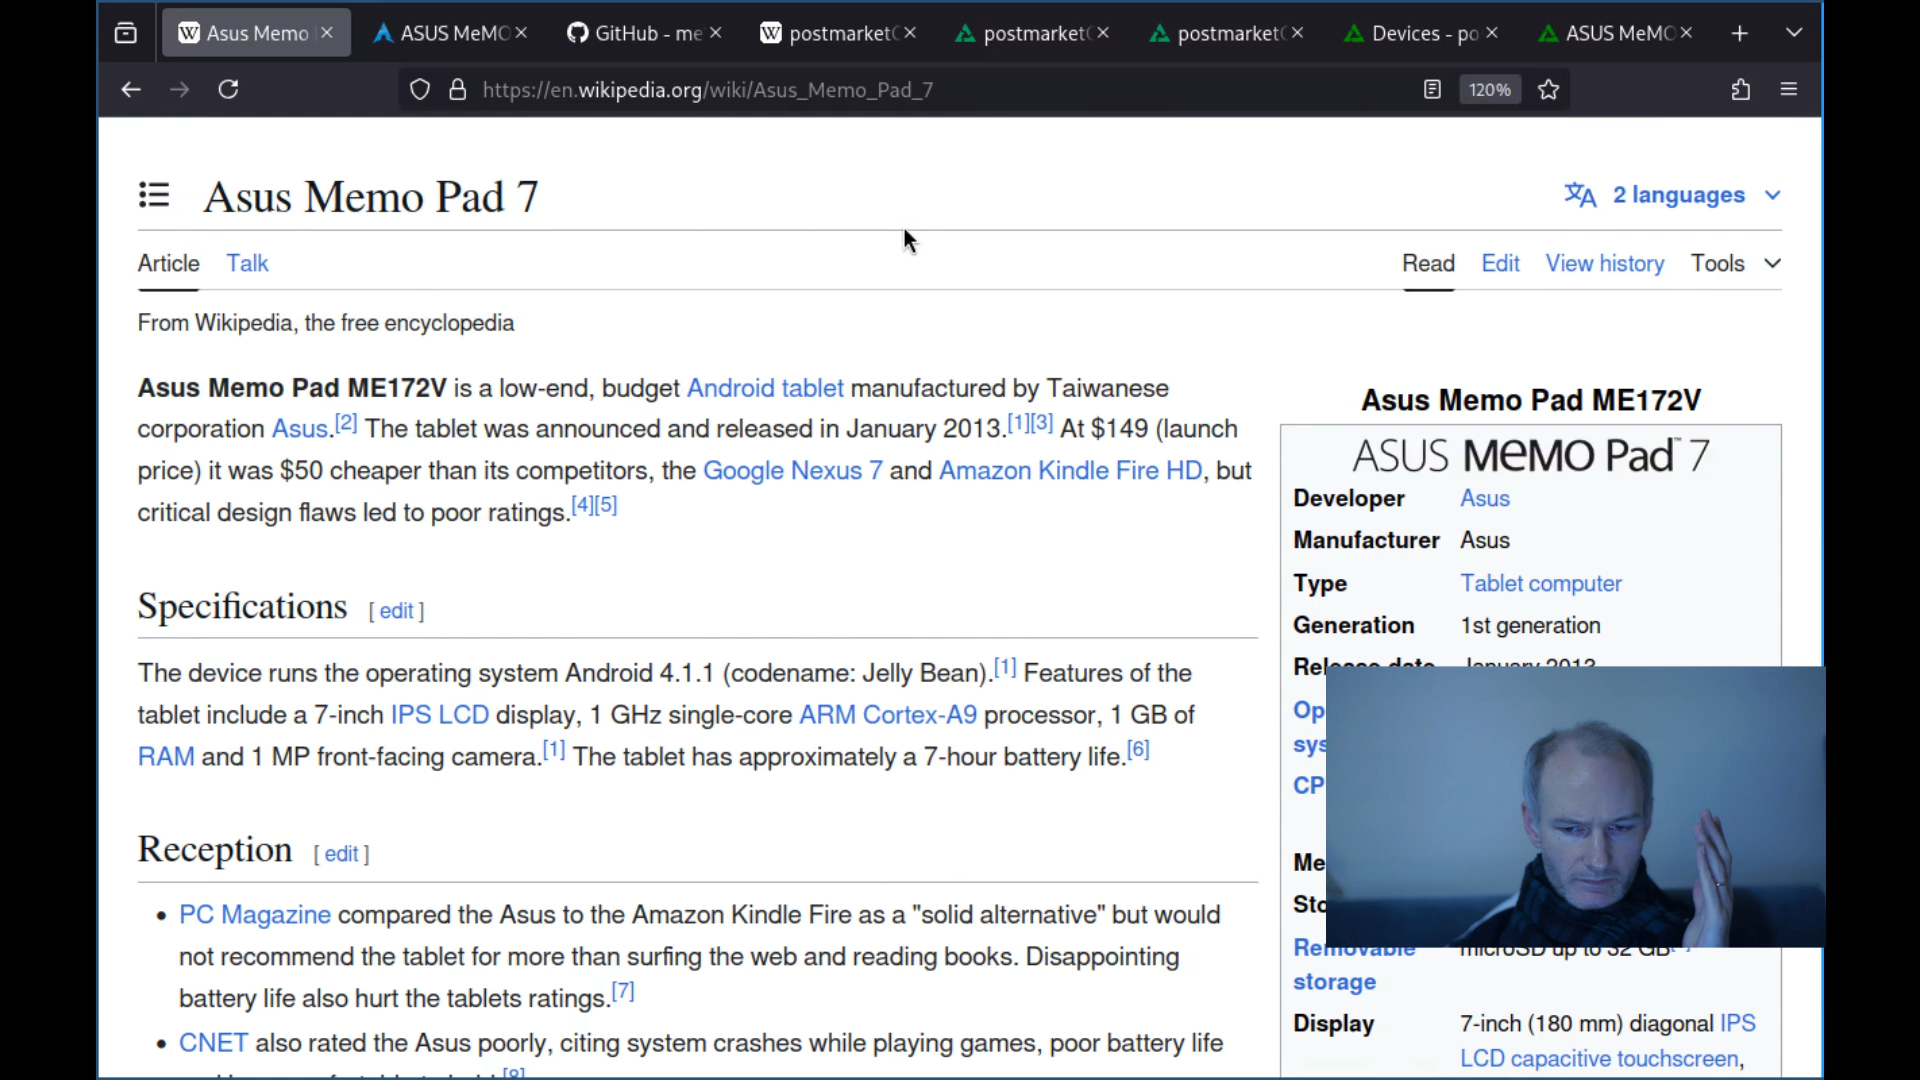 Asus Memo
ASUS MeMO
GitHub - me
postmarket
postmarket
postmarket
Devices - po
ASUS MeMO
https://en.wikipedia.org/wiki/Asus_Memo_Pad_7
120%
Asus Memo Pad 7
2 languages
Article Talk
Read Edit View history Tools
From Wikipedia, the free encyclopedia
Asus Memo Pad ME172V is a low-end, budget Android tablet manufactured by Taiwanese
corporation Asus.[2] The tablet was announced and released in January 2013.[1][3] At $149 (launch
price) it was $50 cheaper than its competitors, the Google Nexus 7 and Amazon Kindle Fire HD, but
critical design flaws led to poor ratings.[4][5]
Specifications [ edit ]
The device runs the operating system Android 4.1.1 (codename: Jelly Bean).[1] Features of the
tablet include a 7-inch IPS LCD display, 1 GHz single-core ARM Cortex-A9 processor, 1 GB of
RAM and 1 MP front-facing camera.[1] The tablet has approximately a 7-hour battery life.[6]
Reception [ edit ]
• PC Magazine compared the Asus to the Amazon Kindle Fire as a "solid alternative" but would
not recommend the tablet for more than surfing the web and reading books. Disappointing
battery life also hurt the tablets ratings.[7]
• CNET also rated the Asus poorly, citing system crashes while playing games, poor battery life
[8]
Asus Memo Pad ME172V
ASUS MeMO Pad™ 7
Developer Asus
Manufacturer Asus
Type Tablet computer
Generation 1st generation
Release date January 2013
Op
sys
CP
Me
Sto
Removable microSD up to 32 GB
storage
Display 7-inch (180 mm) diagonal IPS
LCD capacitive touchscreen,